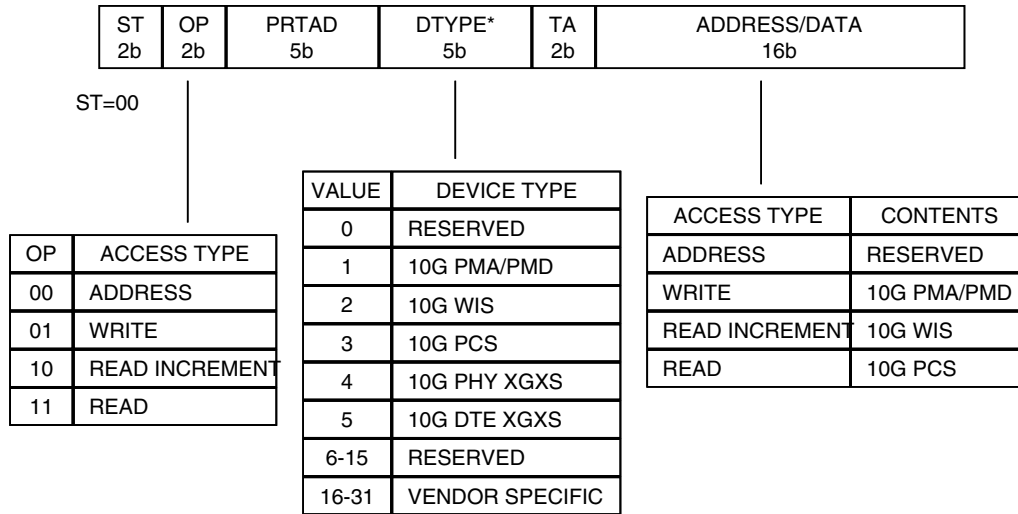 ST OP PRTAD DTYPE* TA ADDRESS/DATA
2b 2b 5b 5b 2b 16b
ST=00
OP ACCESS TYPE
00 ADDRESS
01 WRITE
10 READ INCREMENT
11 READ
VALUE DEVICE TYPE
0 RESERVED
1 10G PMA/PMD
2 10G WIS
3 10G PCS
4 10G PHY XGXS
5 10G DTE XGXS
6-15 RESERVED
16-31 VENDOR SPECIFIC
ACCESS TYPE CONTENTS
ADDRESS RESERVED
WRITE 10G PMA/PMD
READ INCREMENT 10G WIS
READ 10G PCS